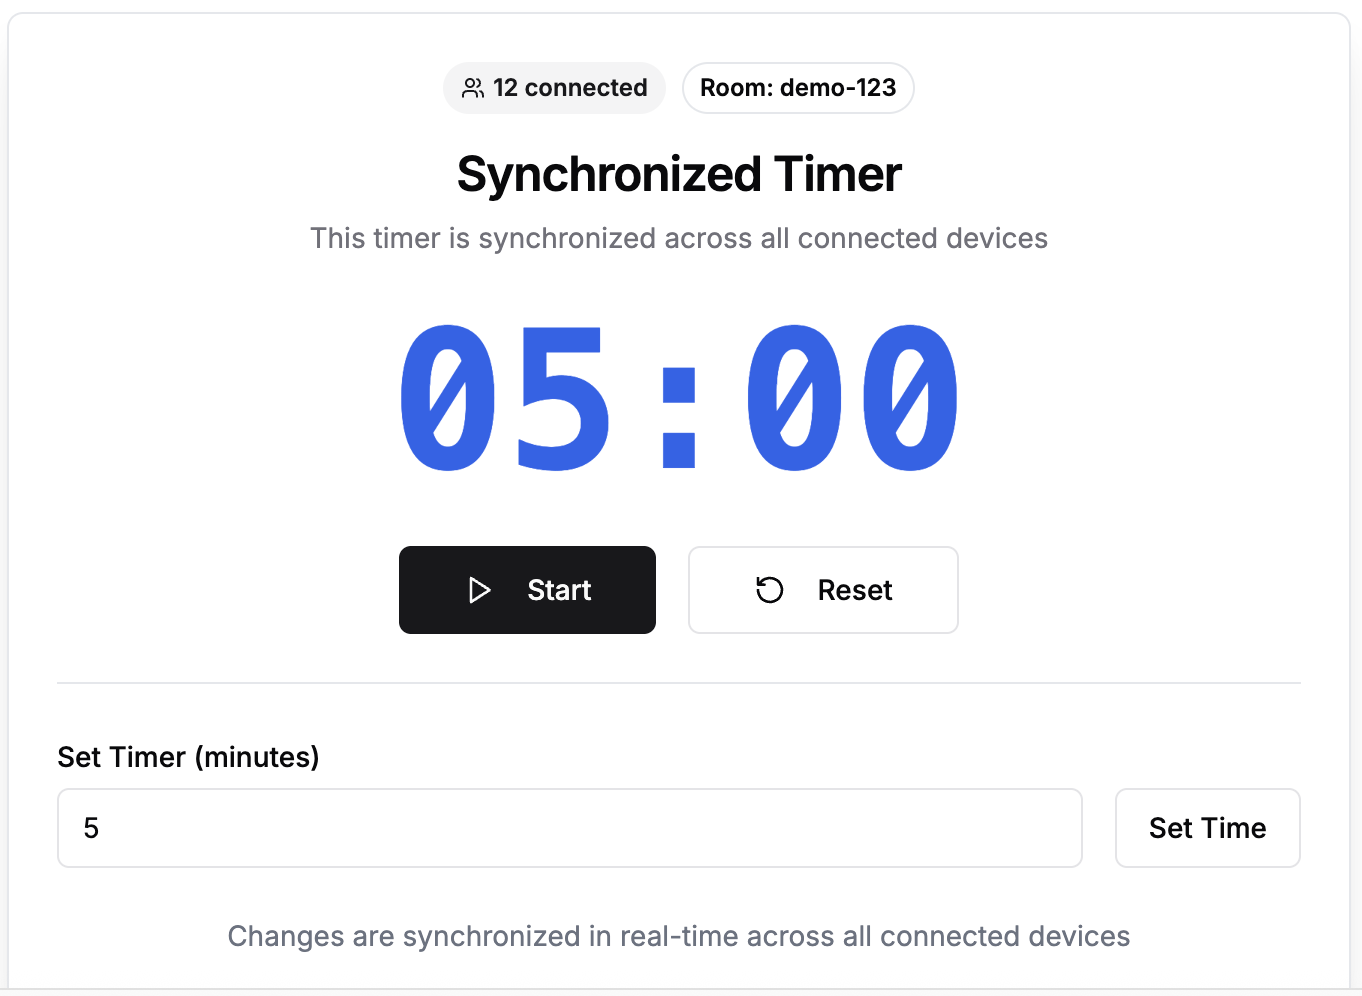 12 connected
Room: demo-123
Synchronized Timer
This timer is synchronized across all connected devices
05:00
Start
Reset
Set Timer (minutes)
5
Set Time
Changes are synchronized in real-time across all connected devices